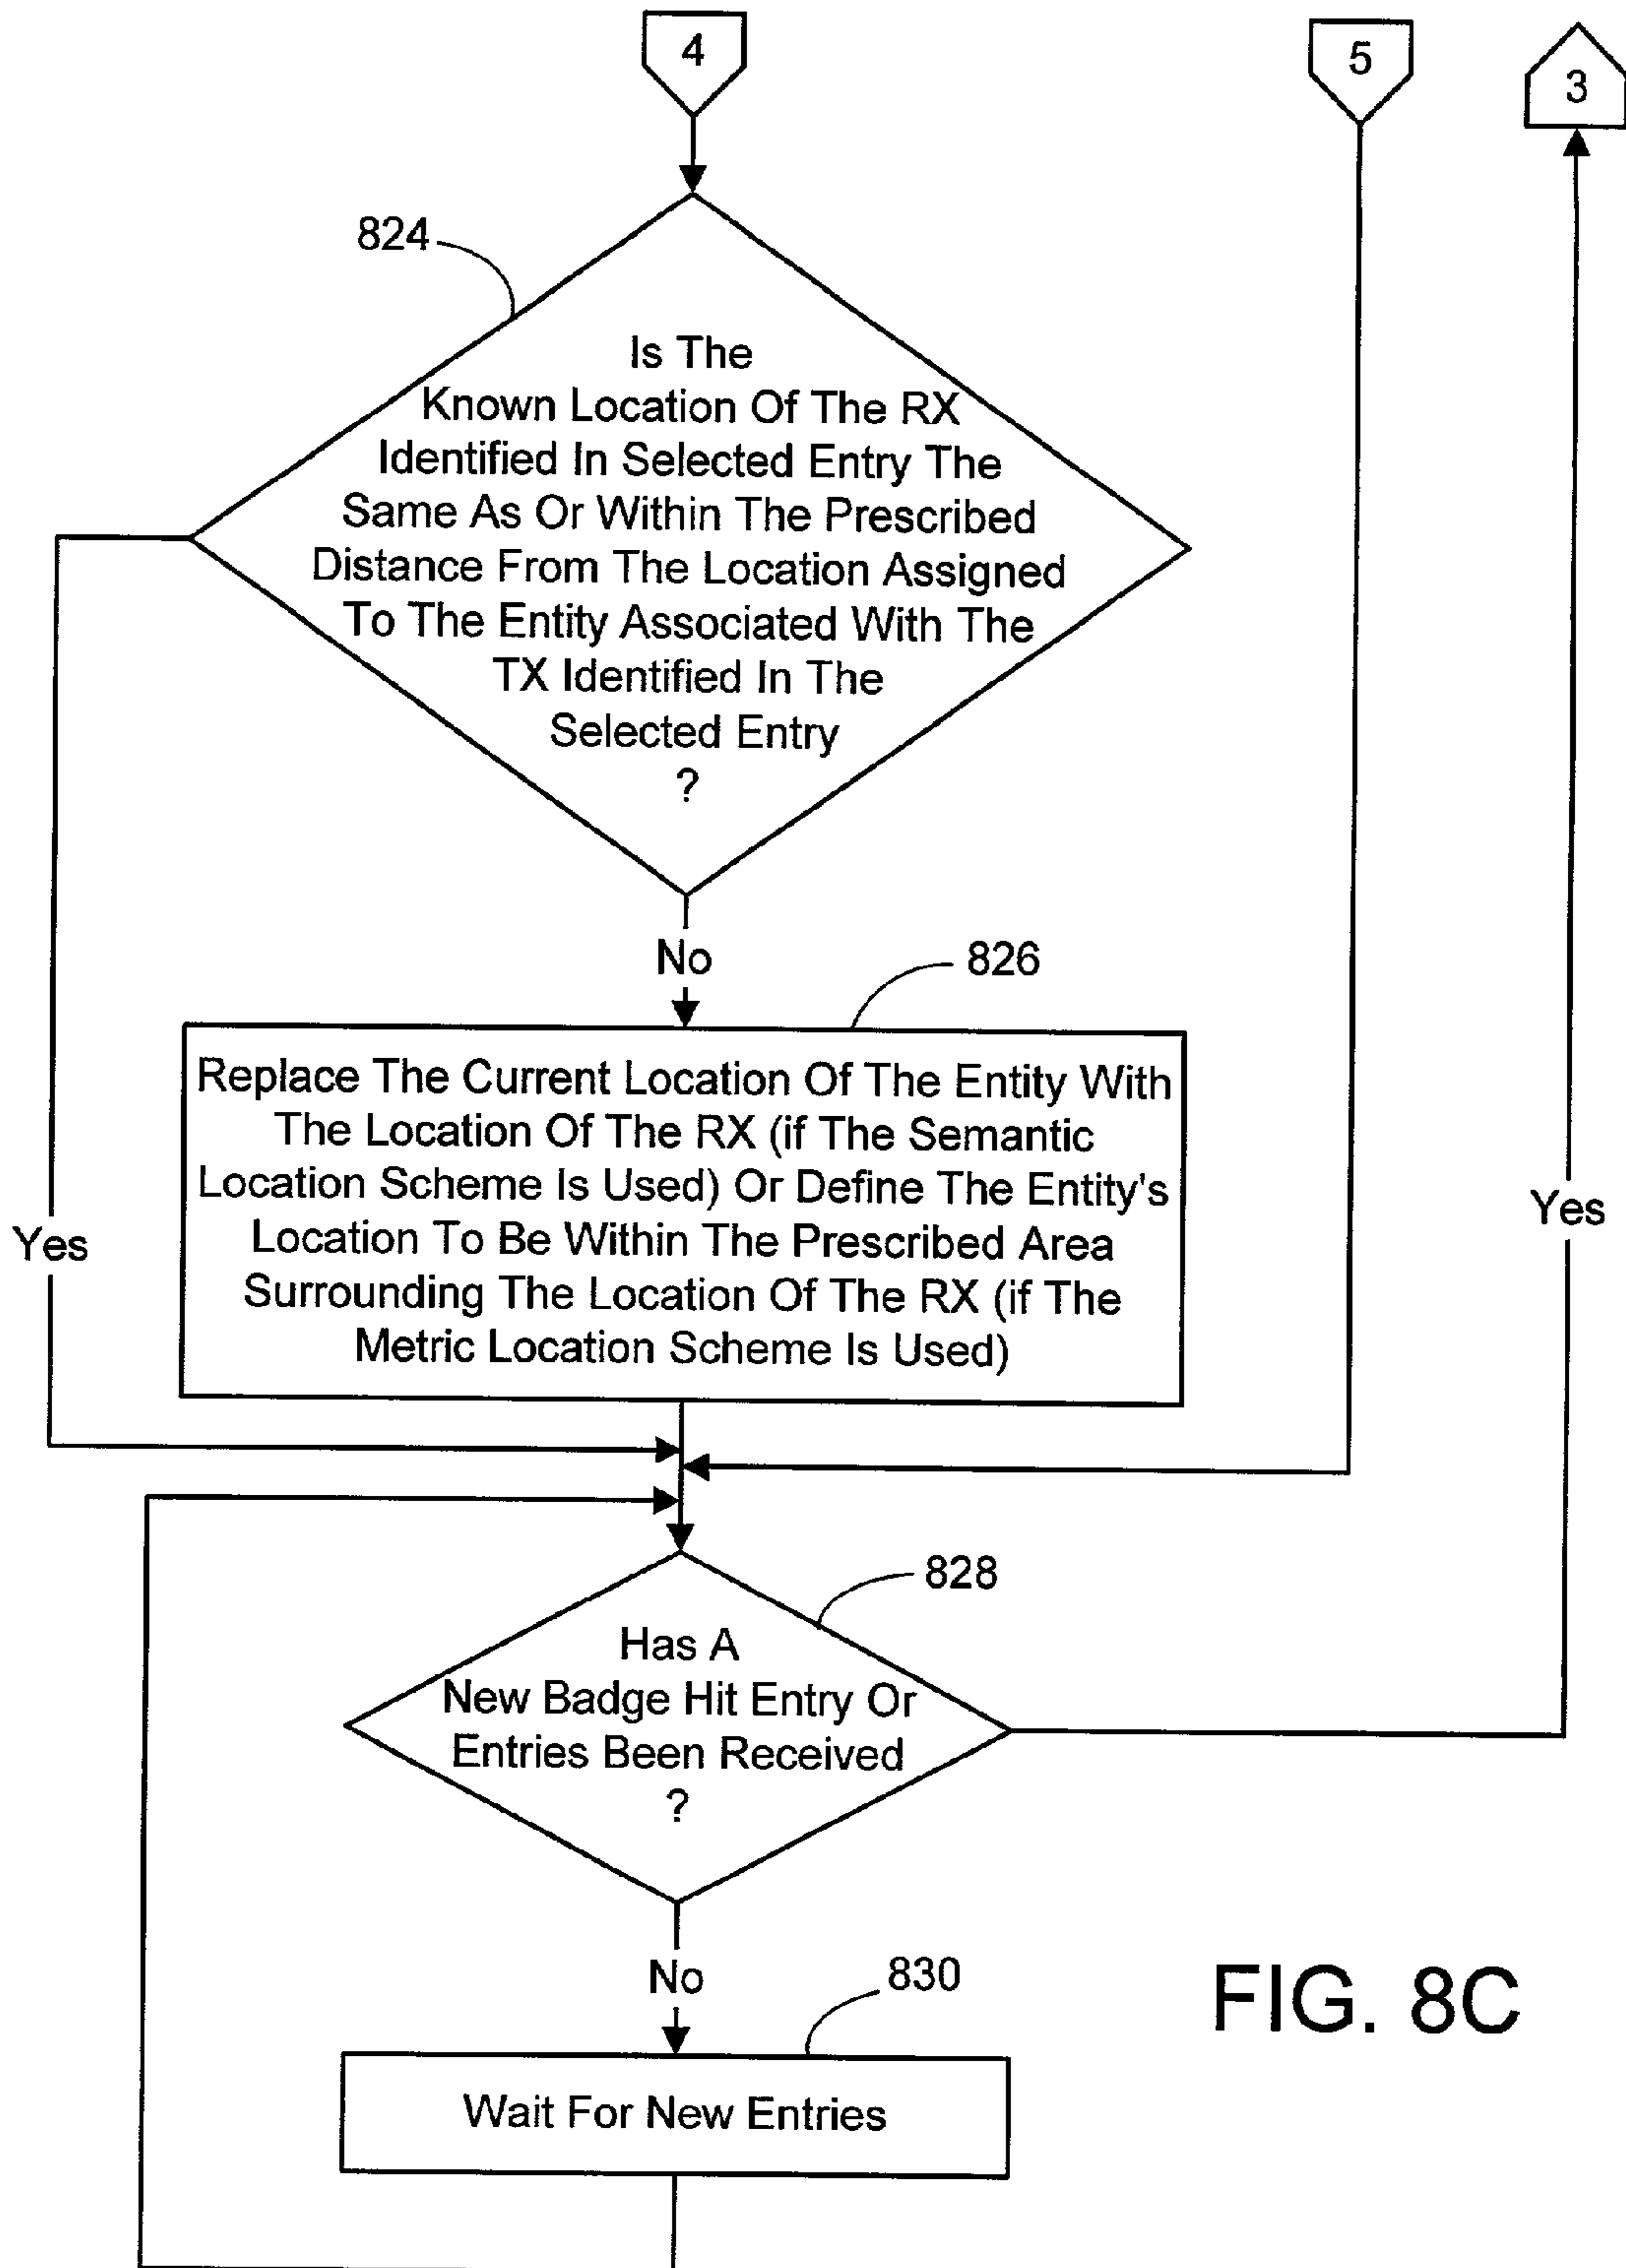 4
5
3
824
Is The
Known Location Of The RX
Identified In Selected Entry The
Same As Or Within The Prescribed
Distance From The Location Assigned
To The Entity Associated With The
TX Identified In The
Selected Entry
?
No
826
Replace The Current Location Of The Entity With
The Location Of The RX (if The Semantic
Location Scheme Is Used) Or Define The Entity's
Location To Be Within The Prescribed Area
Surrounding The Location Of The RX (if The
Metric Location Scheme Is Used)
Yes
Yes
828
Has A
New Badge Hit Entry Or
Entries Been Received
?
No
830
Wait For New Entries
FIG. 8C